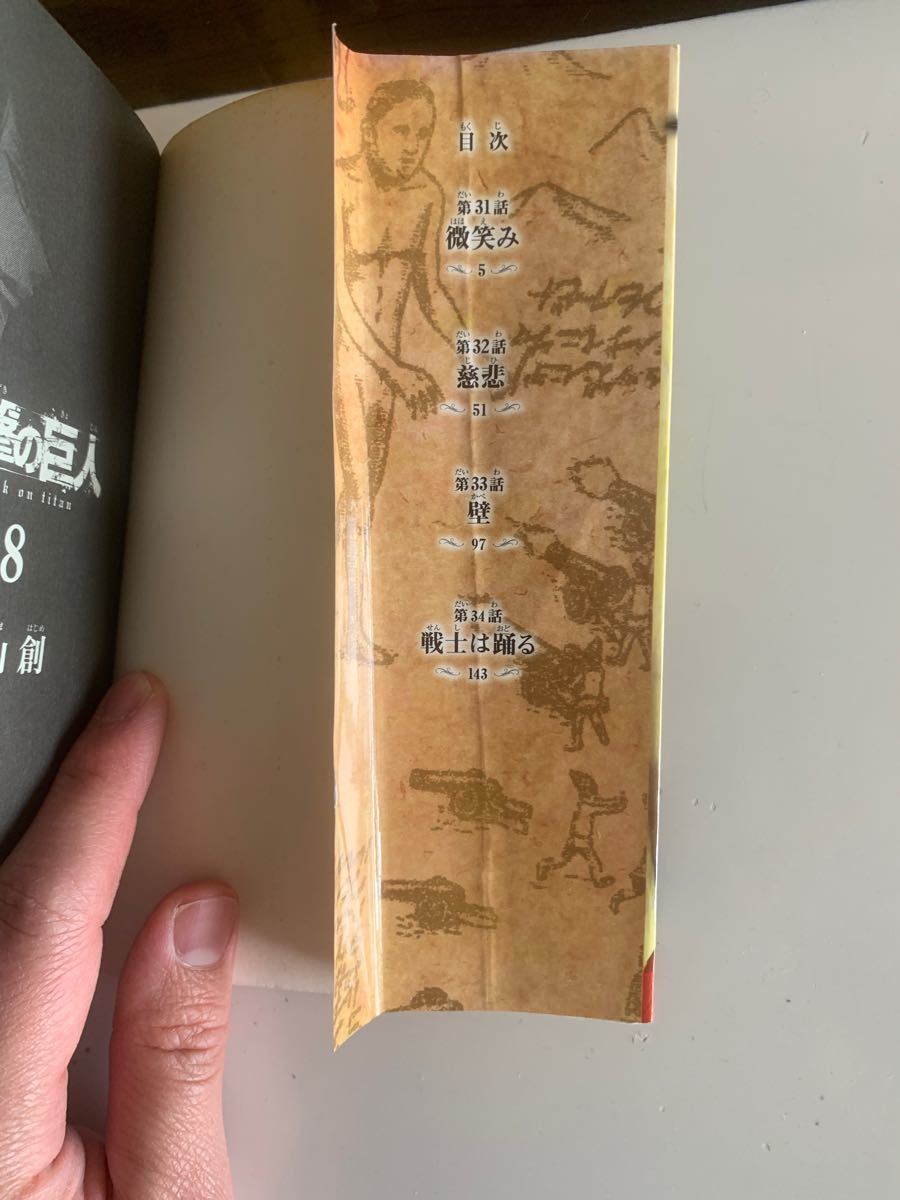 撃の巨人
k on titan
8
創
目次
第31話
微笑み
5
第32話
慈悲
51
第33話
壁
97
第34話
戦士は踊る
143